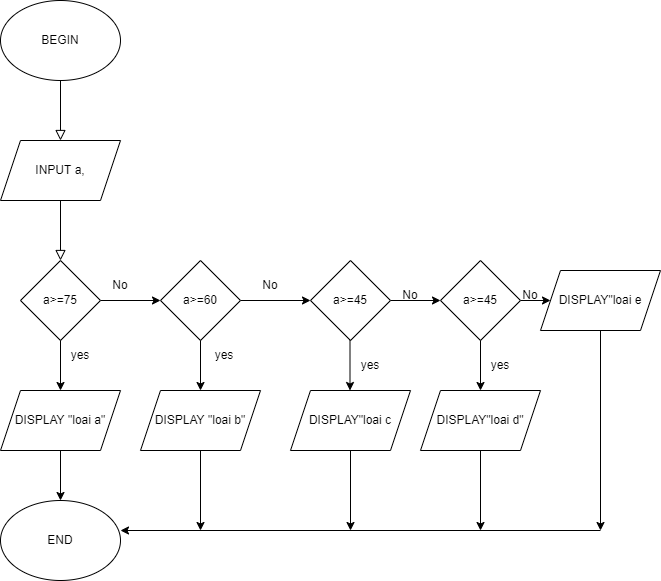 BEGIN
INPUT a,
a>=75
No
a>=60
No
a>=45
No
a>=45
No
DISPLAY"loai e
yes
yes
yes
yes
DISPLAY "loai a"
DISPLAY "loai b"
DISPLAY"loai c
DISPLAY"loai d"
END